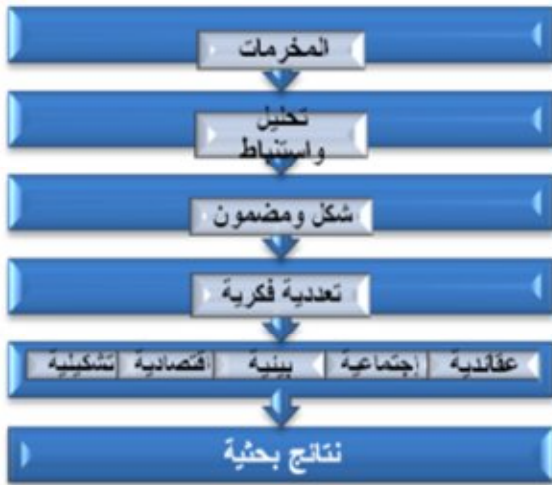 المخرمات
تحليل
واستنباط
شكل ومضمون
تعددية فكرية
عقائدية إجتماعية بيئية اقتصادية تشكيلية
نتائج بحثية